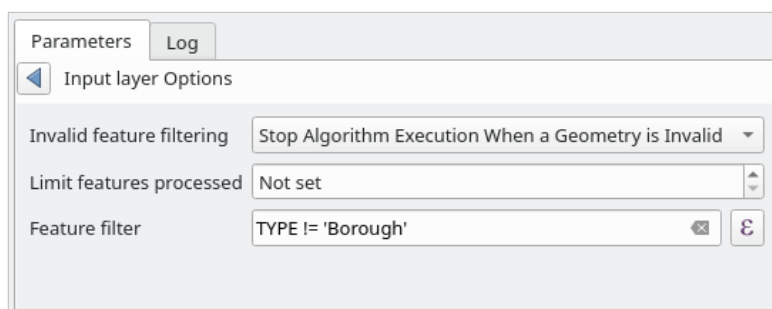 Parameters Log
Input layer Options
Invalid feature filtering Stop Algorithm Execution When a Geometry is Invalid
Limit features processed Not set
Feature filter TYPE != 'Borough' ε